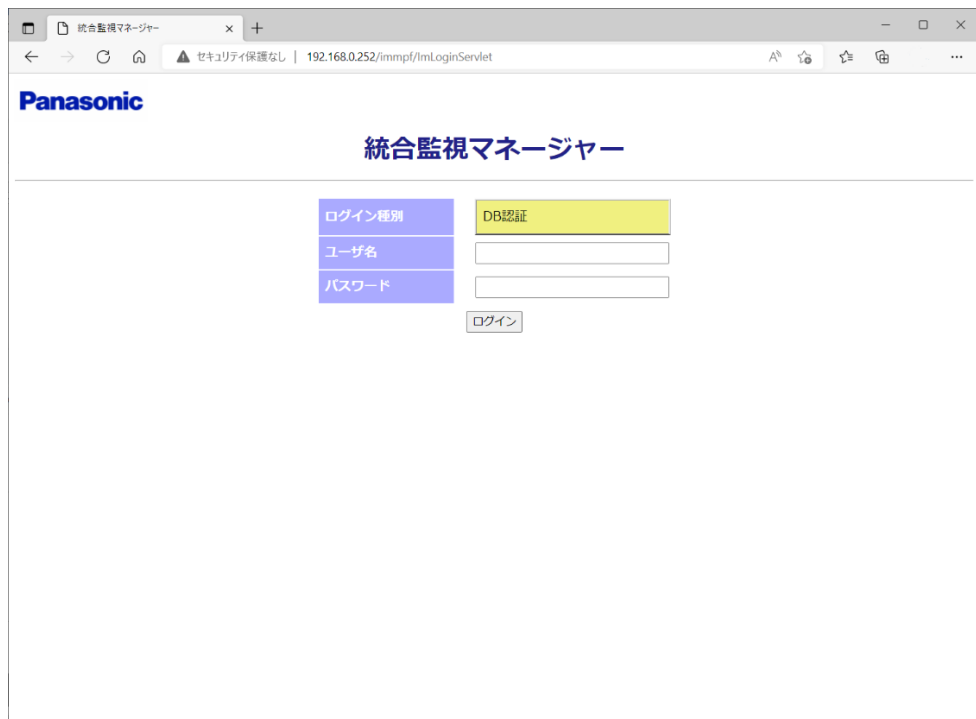 統合監視マネージャー
セキュリティ保護なし | 192.168.0.252/immpf/ImLoginServlet
Panasonic
統合監視マネージャー
ログイン種別 DB認証
ユーザ名
パスワード
ログイン